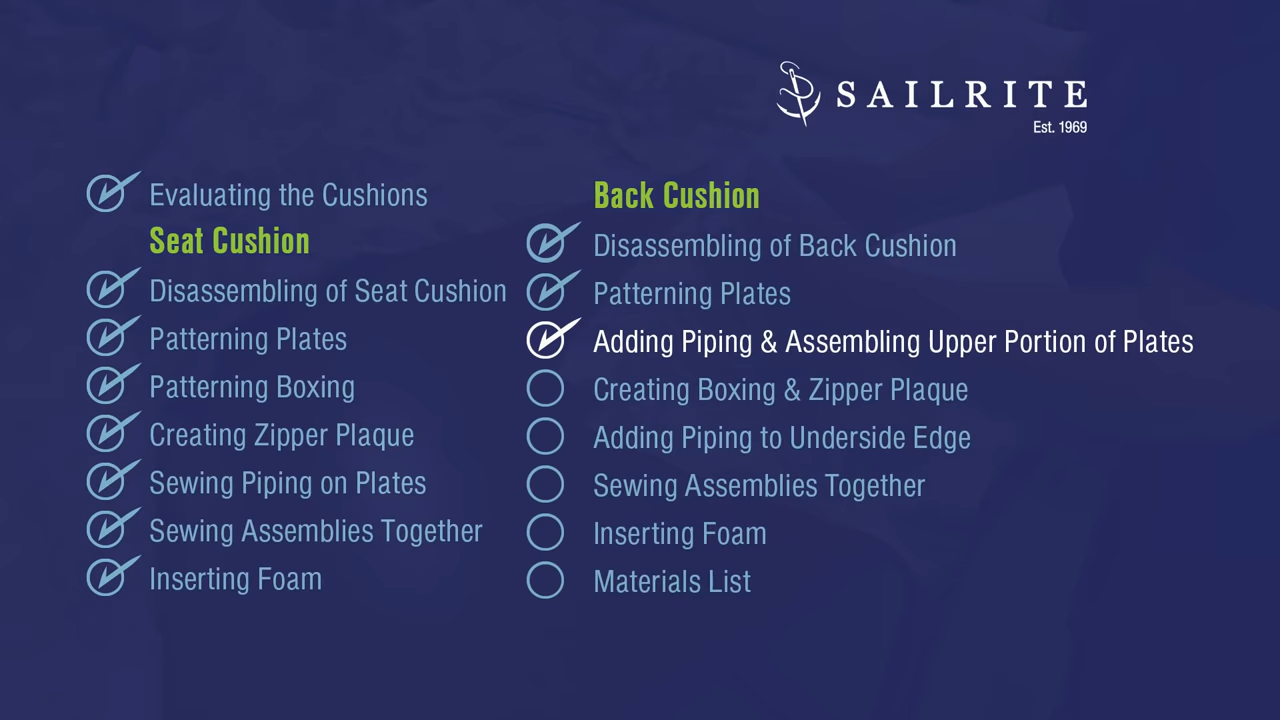 SAILRITE
Est. 1969
Evaluating the Cushions
Seat Cushion
Disassembling of Seat Cushion
Patterning Plates
Patterning Boxing
Creating Zipper Plaque
Sewing Piping on Plates
Sewing Assemblies Together
Inserting Foam
Back Cushion
Disassembling of Back Cushion
Patterning Plates
Adding Piping & Assembling Upper Portion of Plates
Creating Boxing & Zipper Plaque
Adding Piping to Underside Edge
Sewing Assemblies Together
Inserting Foam
Materials List